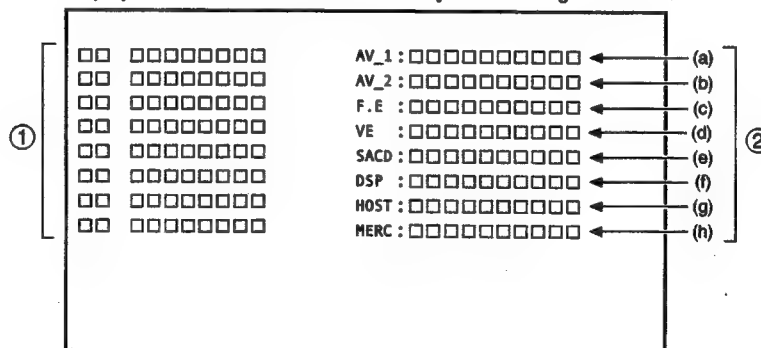 □□ □□□□□□□□ AV_1:□□□□□□□□□□ (a)
□□ □□□□□□□□ AV_2:□□□□□□□□□□ (b)
□□ □□□□□□□□ F.E :□□□□□□□□□□ (c)
① □□ □□□□□□□□ VE :□□□□□□□□□□ (d) ②
□□ □□□□□□□□ SACD:□□□□□□□□□□ (e)
□□ □□□□□□□□ DSP :□□□□□□□□□□ (f)
□□ □□□□□□□□ HOST:□□□□□□□□□□ (g)
□□ □□□□□□□□ MERC:□□□□□□□□□□ (h)